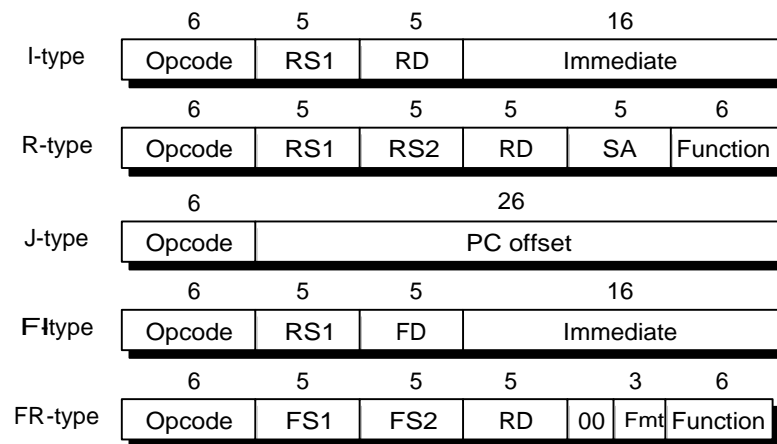 6 5 5 16
I-type Opcode RS1 RD Immediate
6 5 5 5 5 6
R-type Opcode RS1 RS2 RD SA Function
6 26
J-type Opcode PC offset
6 5 5 16
FI-type Opcode RS1 FD Immediate
6 5 5 5 3 6
FR-type Opcode FS1 FS2 RD 00 Fmt Function